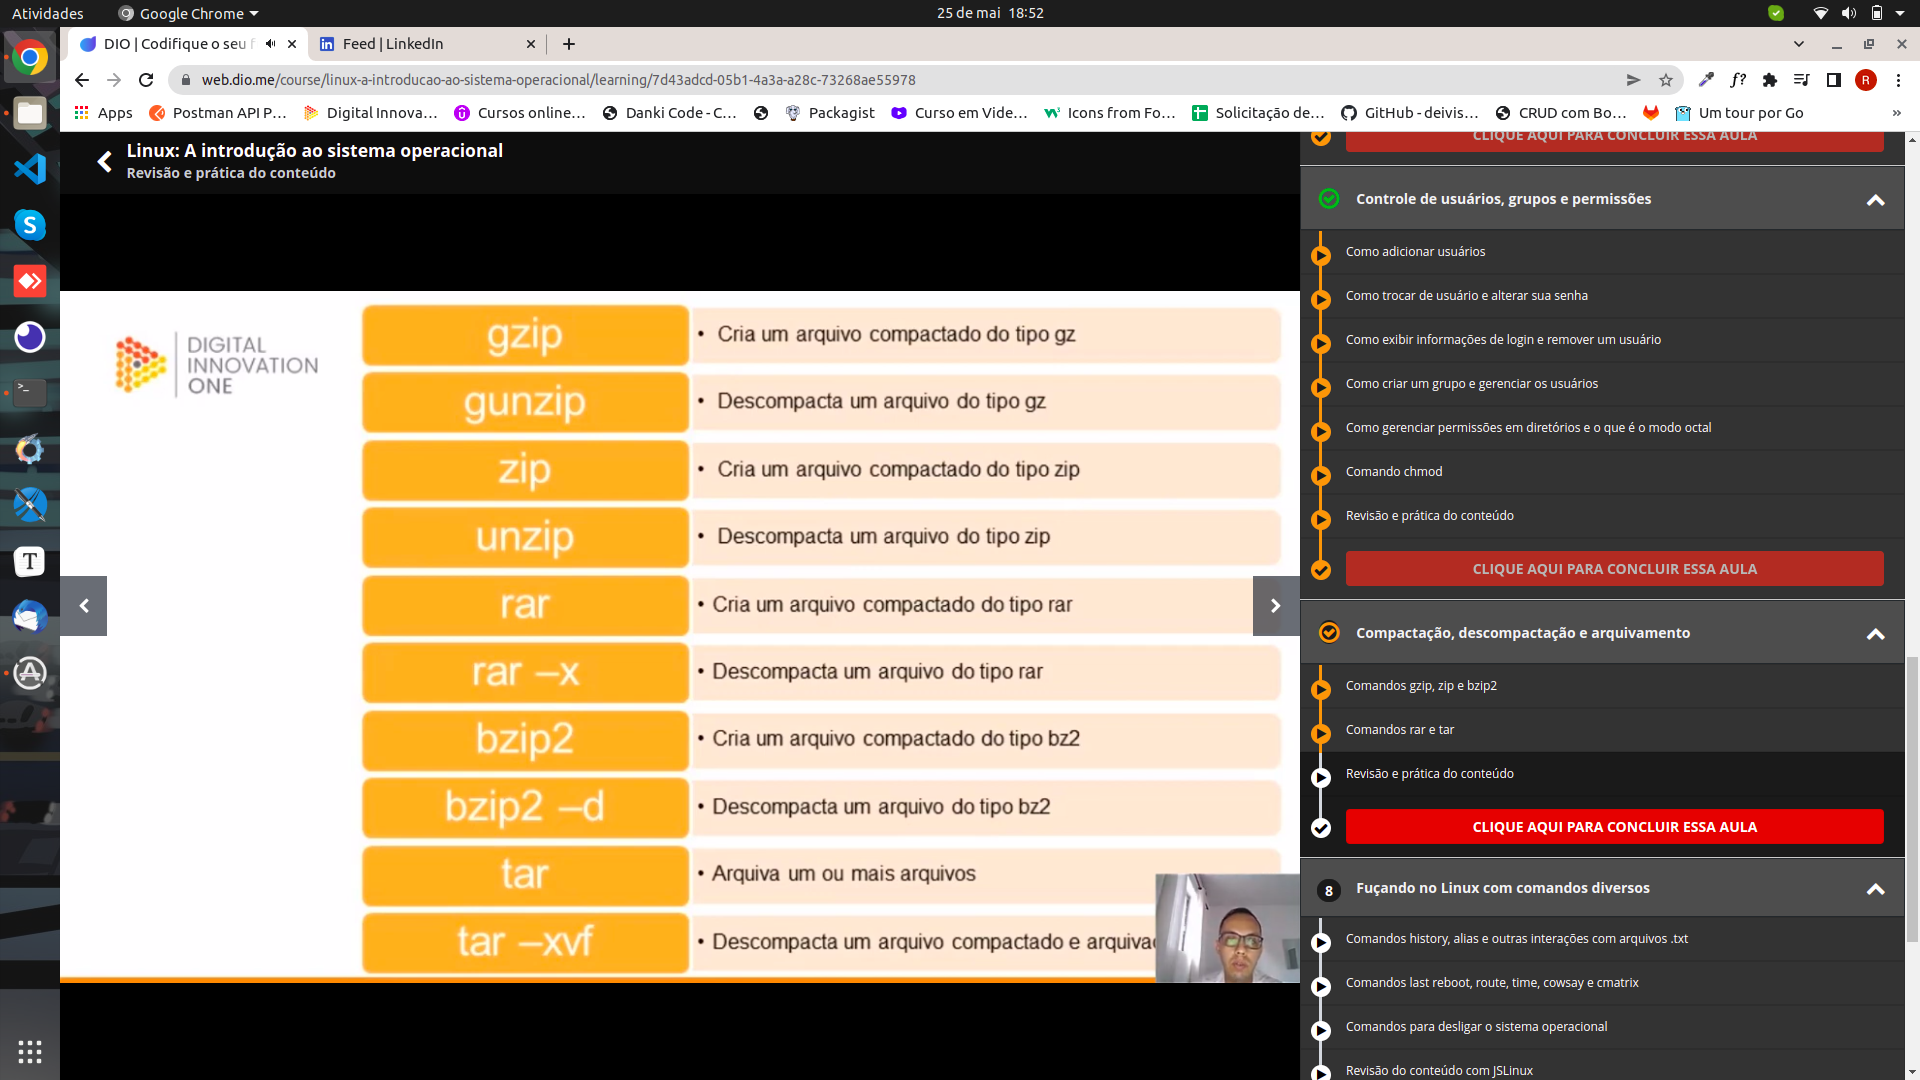 Atividades
Google Chrome
25 de mai 18:52
DIO | Codifique o seu f
Feed | LinkedIn
web.dio.me/course/linux-a-introducao-ao-sistema-operacional/learning/7d43adcd-05b1-4a3a-a28c-73268ae55978
f?
R
Apps
Postman API P...
Digital Innova...
Cursos online...
Danki Code - C...
Packagist
Curso em Vide...
Icons from Fo...
Solicitação de...
GitHub - deivis...
CRUD com Bo...
Um tour por Go
»
Linux: A introdução ao sistema operacional
Revisão e prática do conteúdo
DIGITAL
INNOVATION
ONE
gzip
• Cria um arquivo compactado do tipo gz
gunzip
• Descompacta um arquivo do tipo gz
zip
• Cria um arquivo compactado do tipo zip
unzip
• Descompacta um arquivo do tipo zip
rar
• Cria um arquivo compactado do tipo rar
rar –x
• Descompacta um arquivo do tipo rar
bzip2
• Cria um arquivo compactado do tipo bz2
bzip2 –d
• Descompacta um arquivo do tipo bz2
tar
• Arquiva um ou mais arquivos
tar –xvf
• Descompacta um arquivo compactado e
CLIQUE AQUI PARA CONCLUIR ESSA AULA
Controle de usuários, grupos e permissões
Como adicionar usuários
Como trocar de usuário e alterar sua senha
Como exibir informações de login e remover um usuário
Como criar um grupo e gerenciar os usuários
Como gerenciar permissões em diretórios e o que é o modo octal
Comando chmod
Revisão e prática do conteúdo
CLIQUE AQUI PARA CONCLUIR ESSA AULA
Compactação, descompactação e arquivamento
Comandos gzip, zip e bzip2
Comandos rar e tar
Revisão e prática do conteúdo
CLIQUE AQUI PARA CONCLUIR ESSA AULA
8
Fuçando no Linux com comandos diversos
Comandos history, alias e outras interações com arquivos .txt
Comandos last reboot, route, time, cowsay e cmatrix
Comandos para desligar o sistema operacional
Revisão do conteúdo com JSLinux